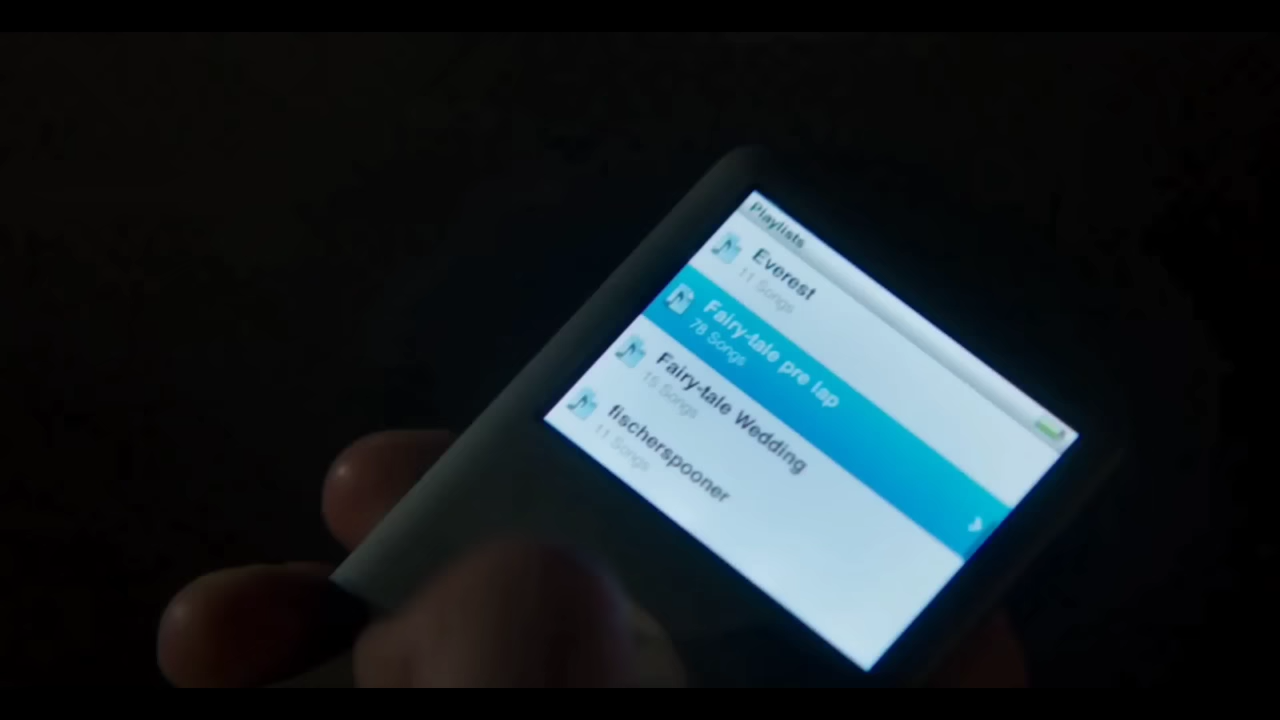 Playlists
Everest
11 Songs
Fairy-tale pre lap
78 Songs
Fairy-tale Wedding
15 Songs
fischerspooner
11 Songs